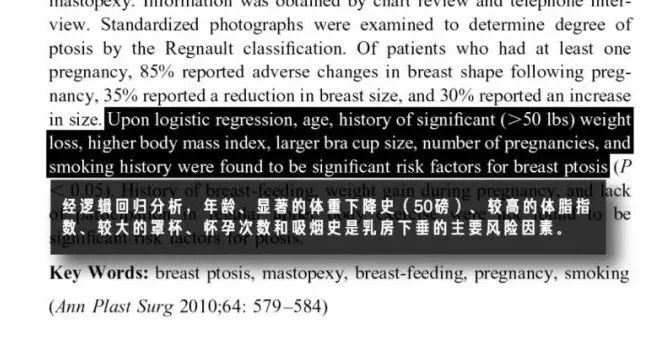 mastopexy. Information was obtained by chart review and telephone inter-
view. Standardized photographs were examined to determine degree of
ptosis by the Regnault classification. Of patients who had at least one
pregnancy, 85% reported adverse changes in breast shape following preg-
nancy, 35% reported a reduction in breast size, and 30% reported an increase
in size. Upon logistic regression, age, history of significant (>50 lbs) weight
loss, higher body mass index, larger bra cup size, number of pregnancies, and
smoking history were found to be significant risk factors for breast ptosis (P
< 0.05). History of breast-feeding, weight gain during pregnancy, and lack
经逻辑回归分析，年龄、显著的体重下降史（50磅）、较高的体脂指
数、较大的罩杯、怀孕次数和吸烟史是乳房下垂的主要风险因素。
be
significant risk factors for ptosis.
Key Words: breast ptosis, mastopexy, breast-feeding, pregnancy, smoking
(Ann Plast Surg 2010;64: 579–584)